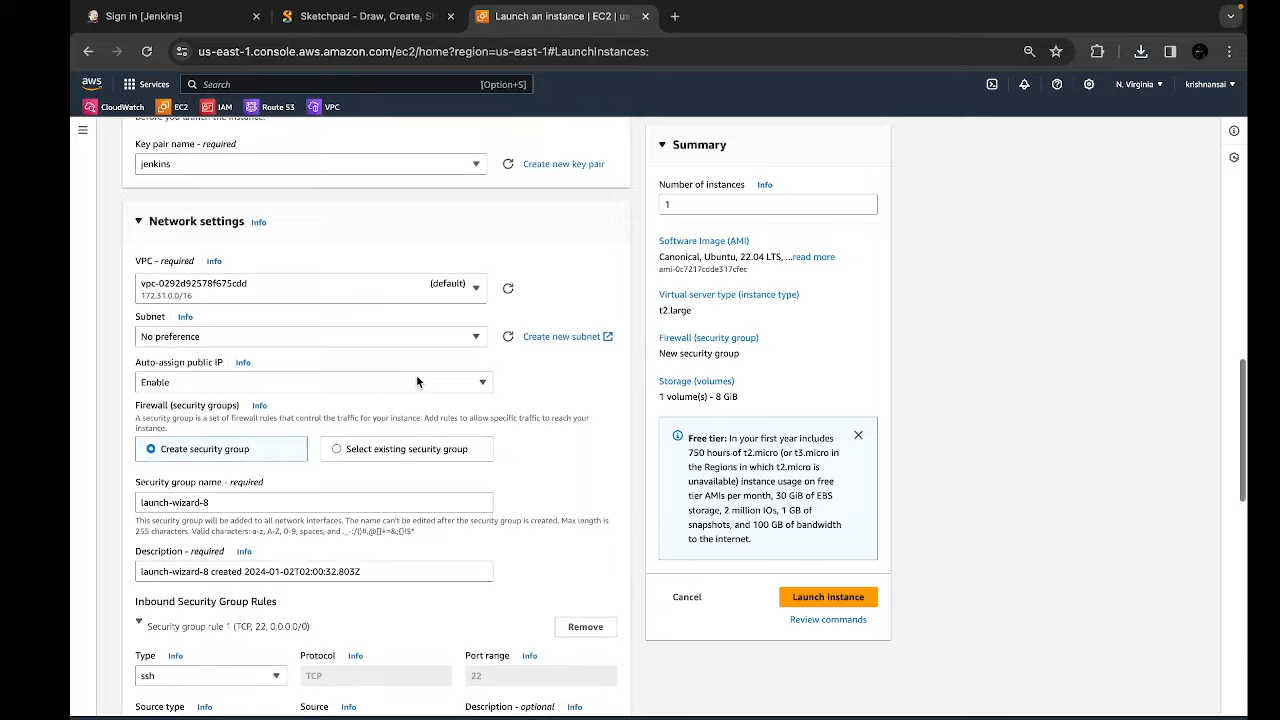 Sign in [Jenkins]
Sketchpad - Draw, Create, Sh
Launch an instance | EC2 | us
us-east-1.console.aws.amazon.com/ec2/home?region=us-east-1#LaunchInstances:
aws
Services
Search
[Option+S]
N. Virginia
krishnansai
CloudWatch
EC2
IAM
Route 53
VPC
before you launch the instance.
Key pair name - required
jenkins
Create new key pair
Network settings Info
VPC - required Info
vpc-0292d92578f675cdd
(default)
172.31.0.0/16
Subnet Info
No preference
Create new subnet
Auto-assign public IP Info
Enable
Firewall (security groups) Info
A security group is a set of firewall rules that control the traffic for your instance. Add rules to allow specific traffic to reach your
instance.
Create security group
Select existing security group
Security group name - required
launch-wizard-8
This security group will be added to all network interfaces. The name can't be edited after the security group is created. Max length is
255 characters. Valid characters: a-z, A-Z, 0-9, spaces, and ._-:/()#,@[]+=&;{}!$*
Description - required Info
launch-wizard-8 created 2024-01-02T02:00:32.803Z
Inbound Security Group Rules
Security group rule 1 (TCP, 22, 0.0.0.0/0)
Remove
Type Info
Protocol Info
Port range Info
ssh
TCP
22
Source type Info
Source Info
Description - optional Info
Summary
Number of instances Info
1
Software Image (AMI)
Canonical, Ubuntu, 22.04 LTS, ...read more
ami-0c7217cdde317cfec
Virtual server type (instance type)
t2.large
Firewall (security group)
New security group
Storage (volumes)
1 volume(s) - 8 GiB
Free tier: In your first year includes
750 hours of t2.micro (or t3.micro in
the Regions in which t2.micro is
unavailable) instance usage on free
tier AMIs per month, 30 GiB of EBS
storage, 2 million IOs, 1 GB of
snapshots, and 100 GB of bandwidth
to the internet.
Cancel
Launch instance
Review commands